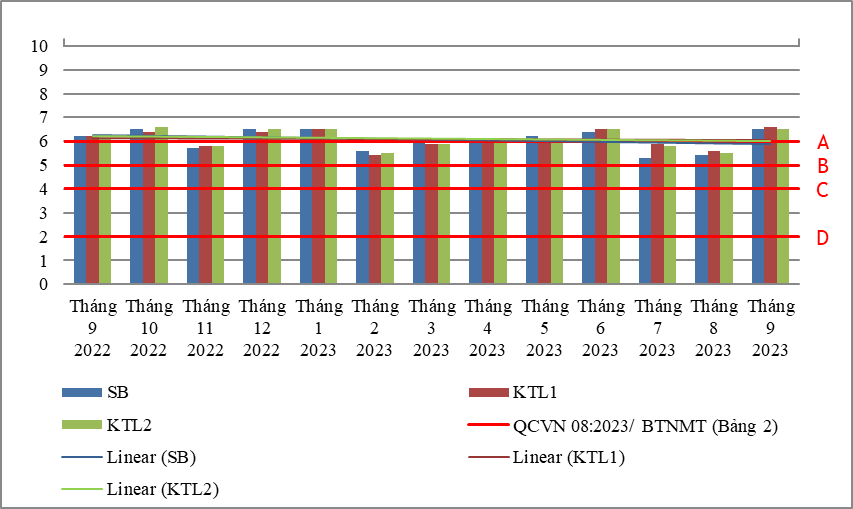 10
9
8
7
6
5
4
3
2
1
0
A
B
C
D
Tháng 9 2022
Tháng 10 2022
Tháng 11 2022
Tháng 12 2022
Tháng 1 2023
Tháng 2 2023
Tháng 3 2023
Tháng 4 2023
Tháng 5 2023
Tháng 6 2023
Tháng 7 2023
Tháng 8 2023
Tháng 9 2023
SB
KTL1
KTL2
QCVN 08:2023/ BTNMT (Bảng 2)
Linear (SB)
Linear (KTL1)
Linear (KTL2)